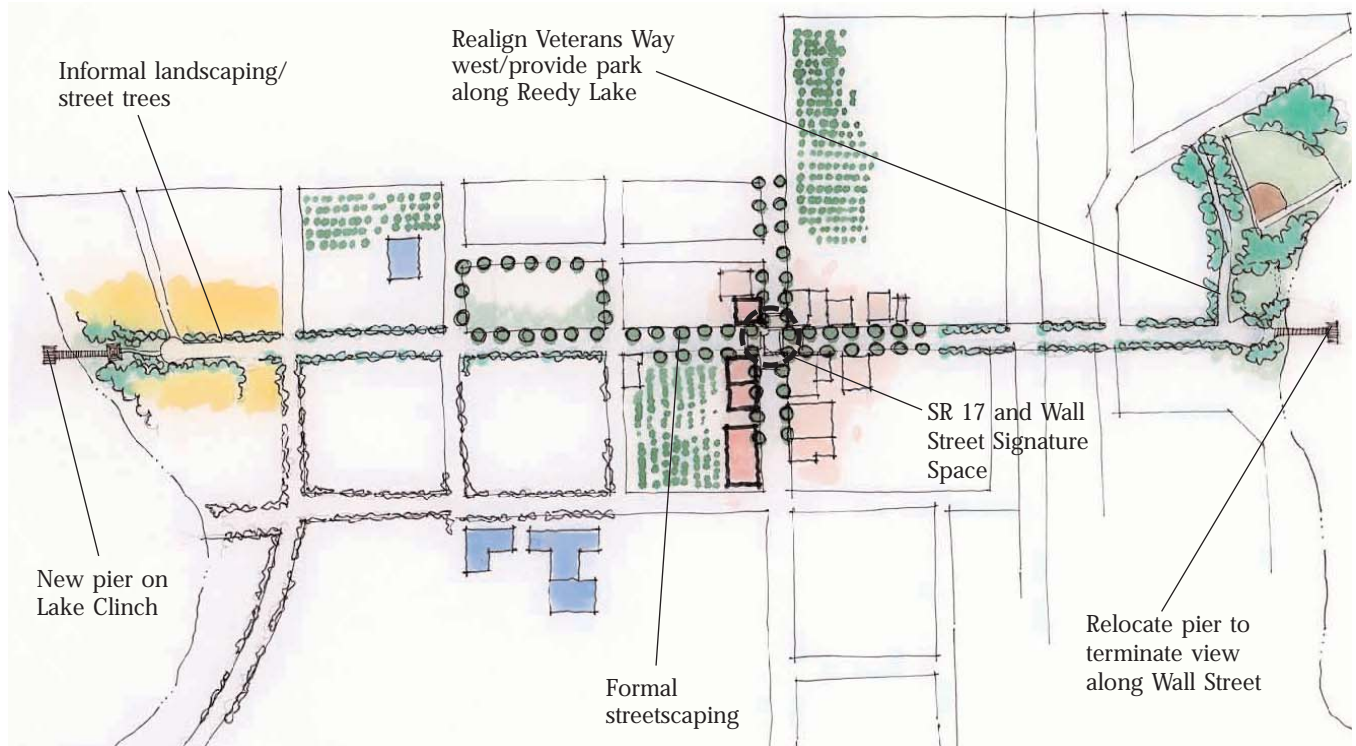 Informal landscaping/
street trees
Realign Veterans Way
west/provide park
along Reedy Lake
New pier on
Lake Clinch
Formal
streetscaping
SR 17 and Wall
Street Signature
Space
Relocate pier to
terminate view
along Wall Street